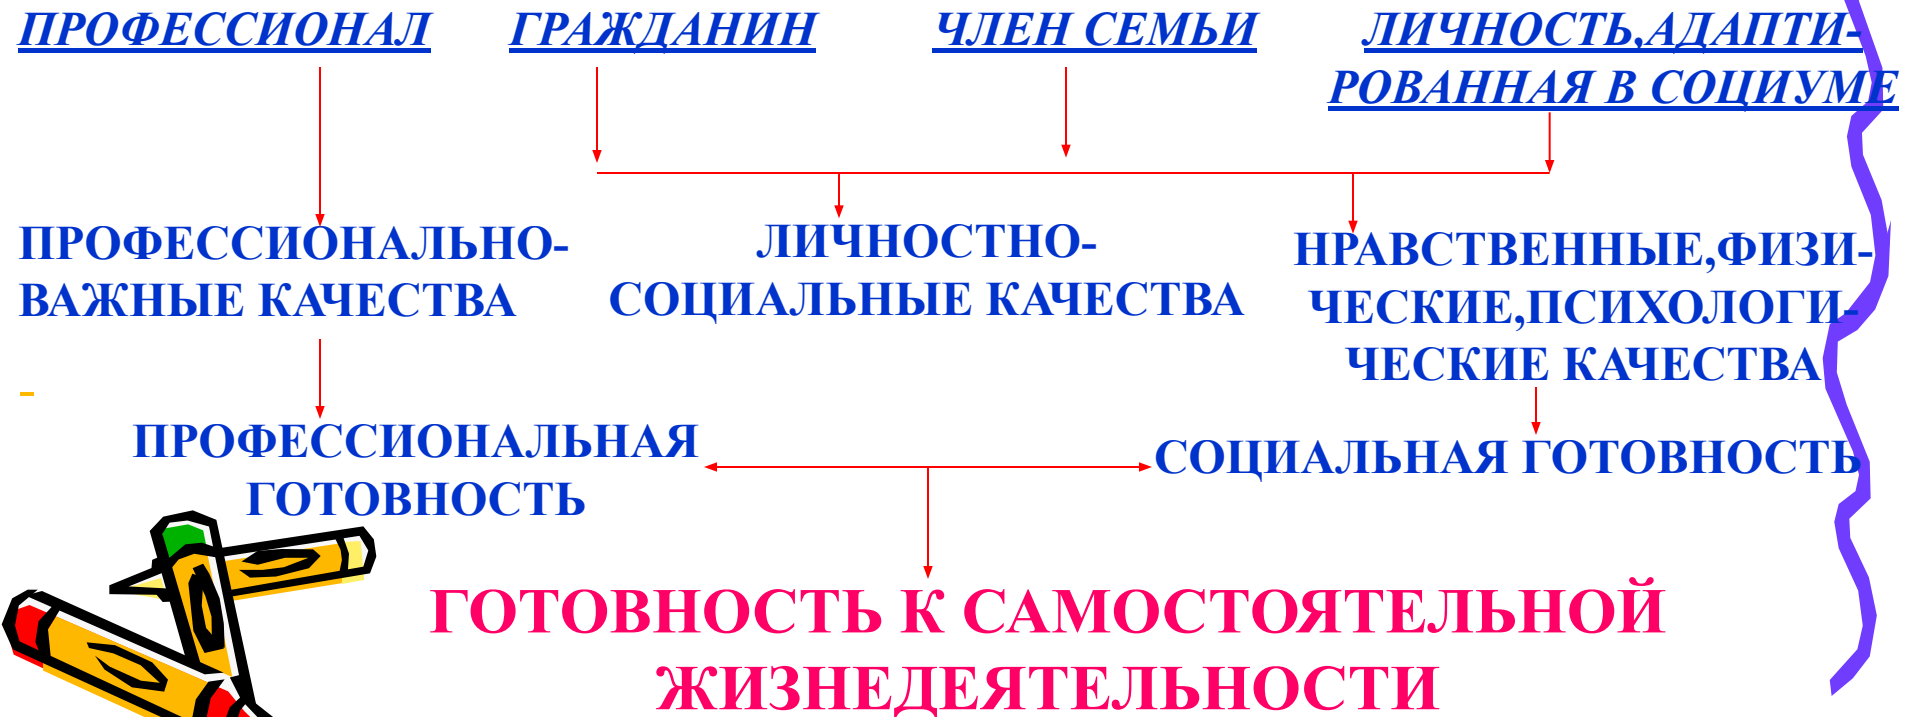 ПРОФЕССИОНАЛ ГРАЖДАНИН ЧЛЕН СЕМЬИ ЛИЧНОСТЬ,АДАПТИ-
РОВАННАЯ В СОЦИУМЕ
ПРОФЕССИОНАЛЬНО-
ВАЖНЫЕ КАЧЕСТВА
ЛИЧНОСТНО-
СОЦИАЛЬНЫЕ КАЧЕСТВА
НРАВСТВЕННЫЕ,ФИЗИ-
ЧЕСКИЕ,ПСИХОЛОГИ-
ЧЕСКИЕ КАЧЕСТВА
ПРОФЕССИОНАЛЬНАЯ
ГОТОВНОСТЬ
СОЦИАЛЬНАЯ ГОТОВНОСТЬ
ГОТОВНОСТЬ К САМОСТОЯТЕЛЬНОЙ
ЖИЗНЕДЕЯТЕЛЬНОСТИ